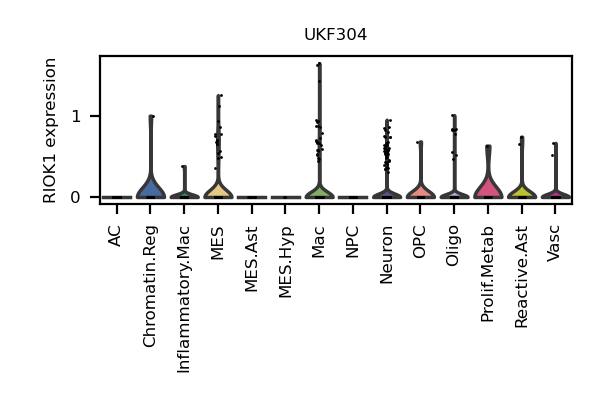 UKF304
RIOK1 expression
1
0
AC
Chromatin.Reg
Inflammatory.Mac
MES
MES.Ast
MES.Hyp
Mac
NPC
Neuron
OPC
Oligo
Prolif.Metab
Reactive.Ast
Vasc